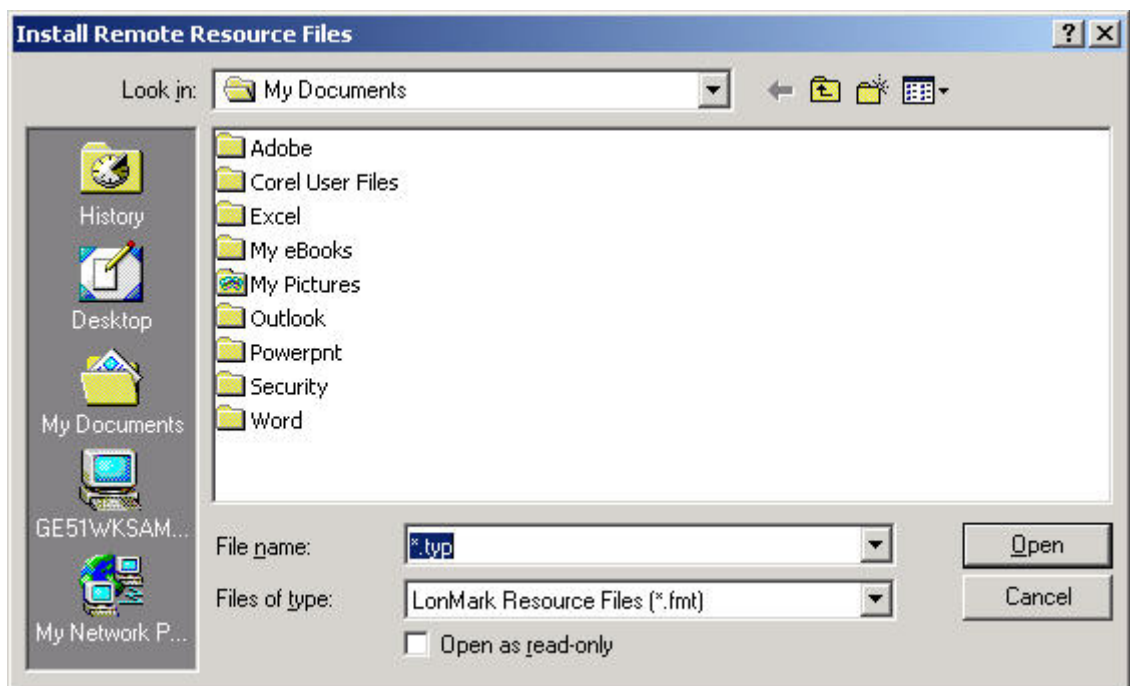 Install Remote Resource Files
Look in: My Documents
History
Desktop
My Documents
GE51WKSAM...
My Network P...
Adobe
Corel User Files
Excel
My eBooks
My Pictures
Outlook
Powerpnt
Security
Word
File name: *.typ Open
Files of type: LonMark Resource Files (*.fmt) Cancel
Open as read-only